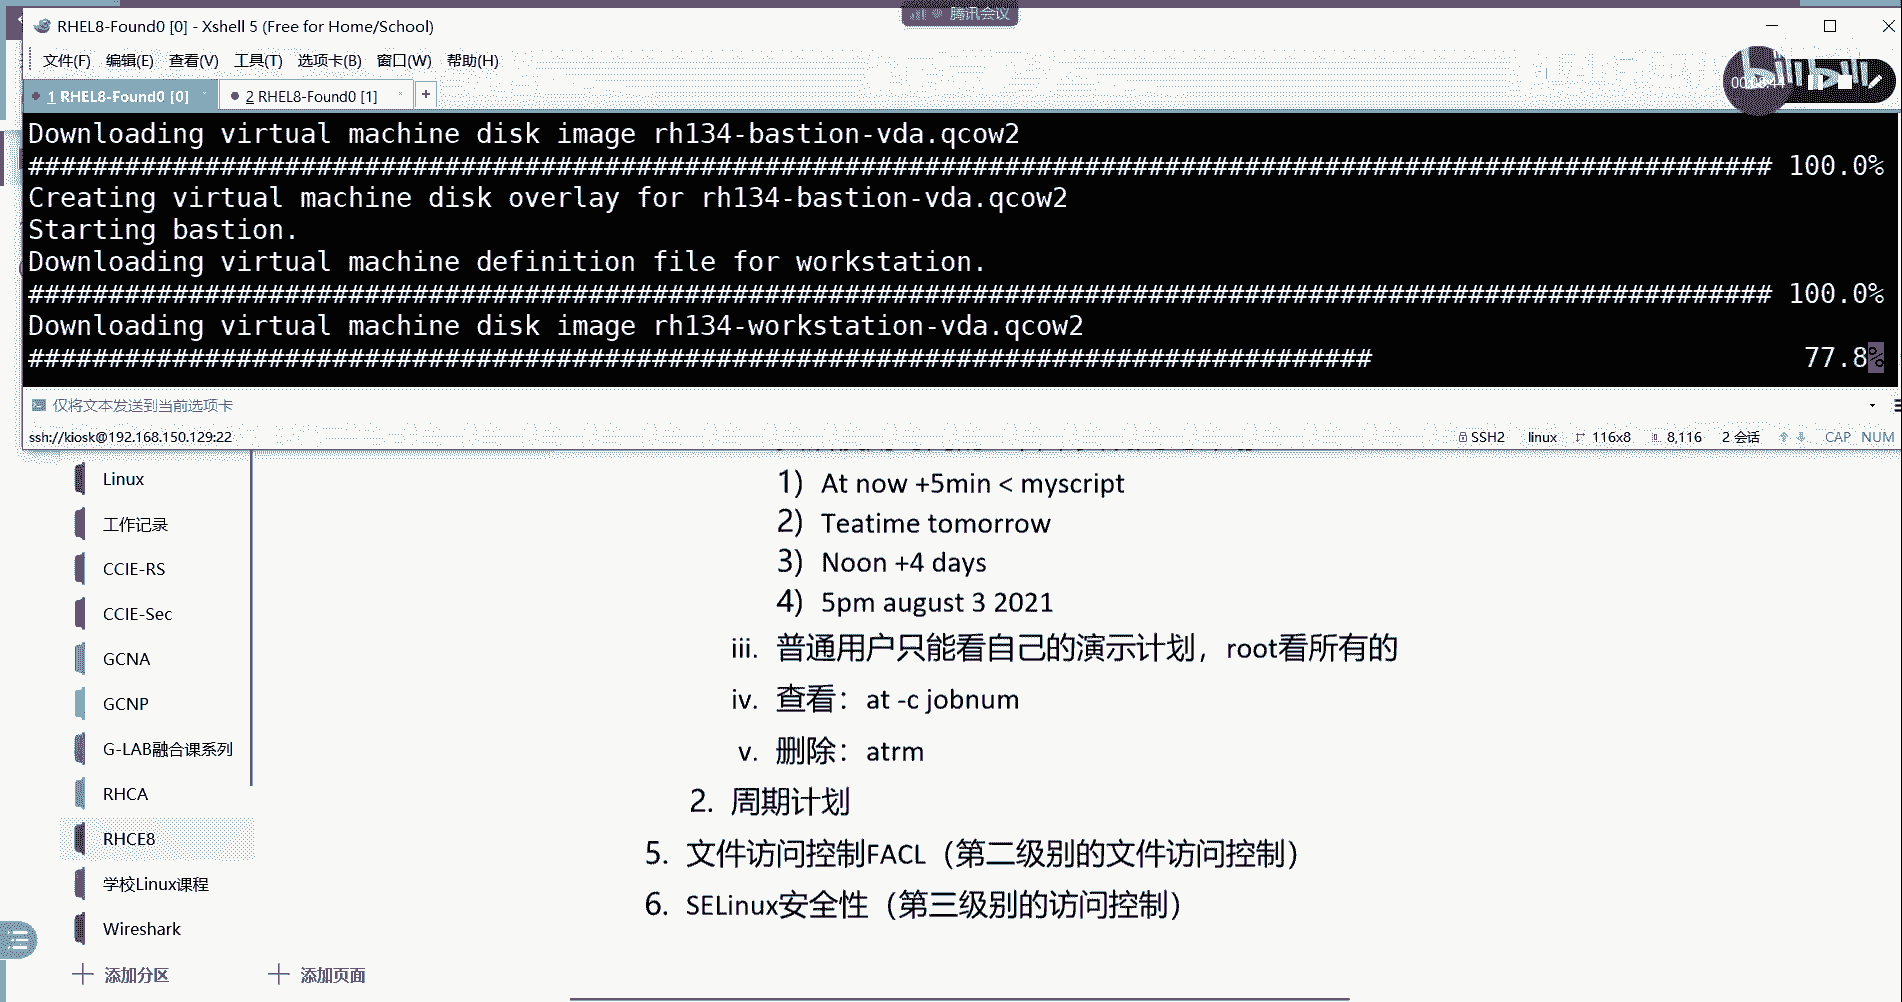 腾讯会议
RHEL8-Found0 [0] - Xshell 5 (Free for Home/School)
文件(F) 编辑(E) 查看(V) 工具(T) 选项卡(B) 窗口(W) 帮助(H)
1 RHEL8-Found0 [0] 2 RHEL8-Found0 [1] +
bilibili
Downloading virtual machine disk image rh134-bastion-vda.qcow2
############################################################################################################# 100.0%
Creating virtual machine disk overlay for rh134-bastion-vda.qcow2
Starting bastion.
Downloading virtual machine definition file for workstation.
############################################################################################################# 100.0%
Downloading virtual machine disk image rh134-workstation-vda.qcow2
#################################################################################### 77.8%
仅将文本发送到当前选项卡
ssh://kiosk@192.168.150.129:22 SSH2 linux 116x8 8,116 2 会话 CAP NUM
Linux
工作记录
CCIE-RS
CCIE-Sec
GCNA
GCNP
G-LAB融合课系列
RHCA
RHCE8
学校Linux课程
Wireshark
添加分区
添加页面
1) At now +5min < myscript
2) Teatime tomorrow
3) Noon +4 days
4) 5pm august 3 2021
iii. 普通用户只能看自己的演示计划，root看所有的
iv. 查看：at -c jobnum
v. 删除：atrm
2. 周期计划
5. 文件访问控制FACL（第二级别的文件访问控制）
6. SELinux安全性（第三级别的访问控制）